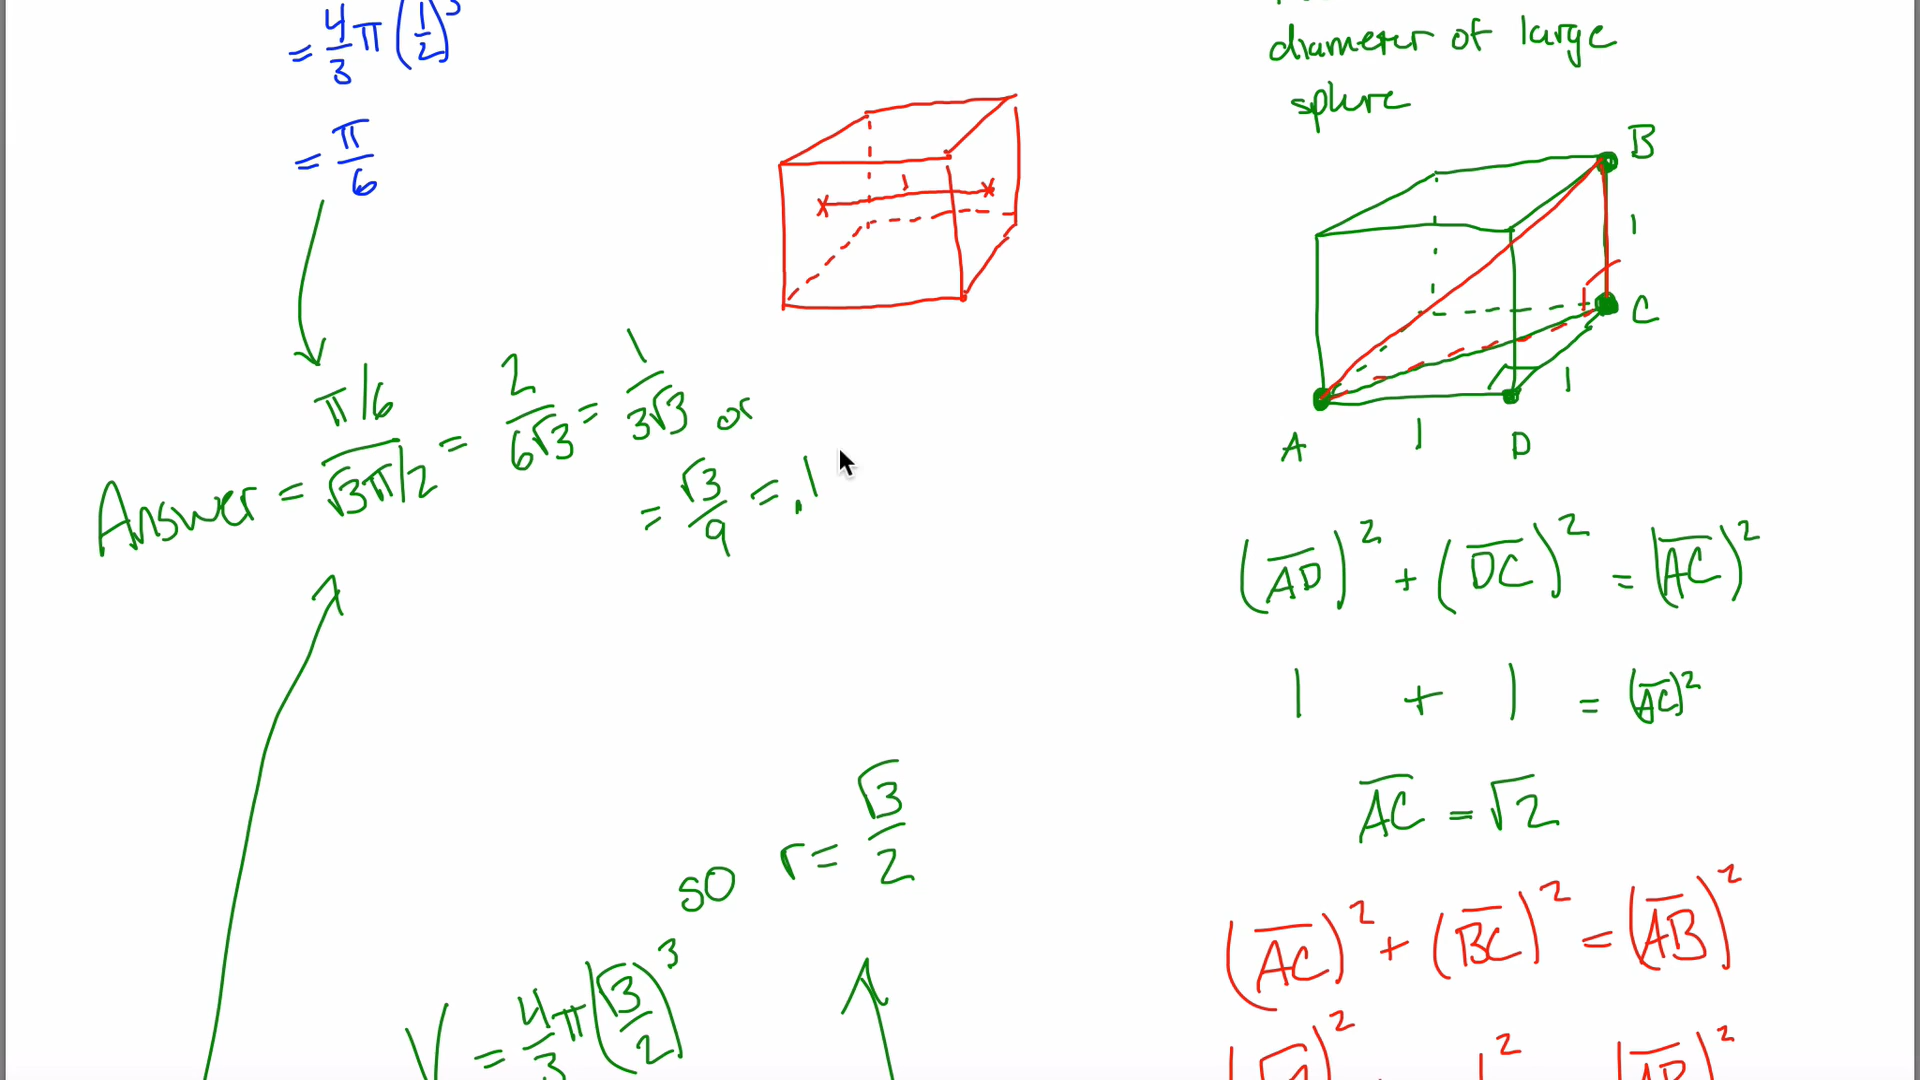 = 4/3 π (1/2)³
= π/6
diameter of large
sphere
1
B
1
C
1
A
1
D
Answer = (π/6)/(√3π/2) = 2/(6√3) = 1/(3√3) or
= √3/9 = .1
(AD̅)² + (DC̅)² = (AC̅)²
1 + 1 = (AC̅)²
AC̅ = √2
so r = √3/2
(AC̅)² + (BC̅)² = (AB̅)²
V = 4/3 π (√3/2)³